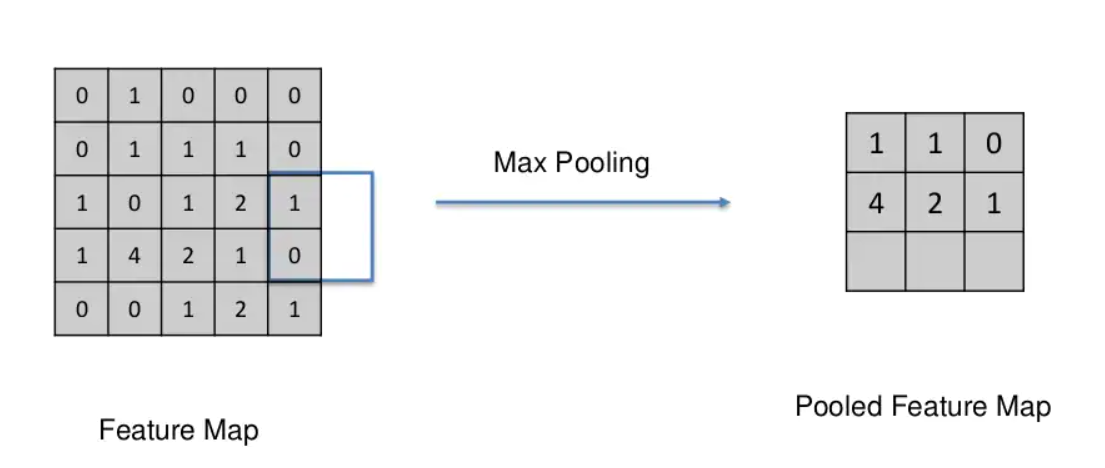 0 1 0 0 0
0 1 1 1 0
1 0 1 2 1
1 4 2 1 0
0 0 1 2 1
Feature Map
Max Pooling
1 1 0
4 2 1
Pooled Feature Map